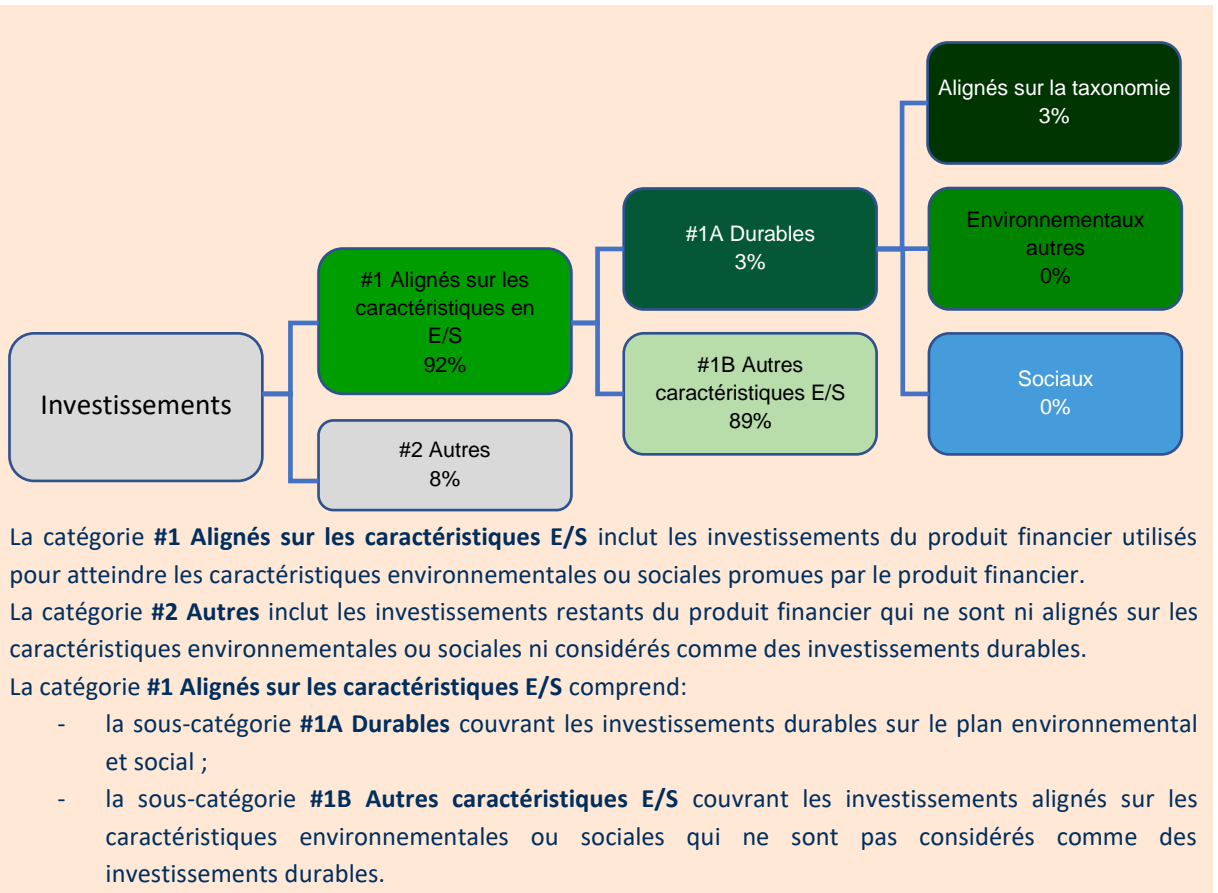 Alignés sur la taxonomie
3%
#1A Durables
3%
Environnementaux
autres
0%
#1 Alignés sur les
caractéristiques en
E/S
92%
Investissements
#1B Autres
caractéristiques E/S
89%
Sociaux
0%
#2 Autres
8%
La catégorie #1 Alignés sur les caractéristiques E/S inclut les investissements du produit financier utilisés
pour atteindre les caractéristiques environnementales ou sociales promues par le produit financier.
La catégorie #2 Autres inclut les investissements restants du produit financier qui ne sont ni alignés sur les
caractéristiques environnementales ou sociales ni considérés comme des investissements durables.
La catégorie #1 Alignés sur les caractéristiques E/S comprend:
- la sous-catégorie #1A Durables couvrant les investissements durables sur le plan environnemental
et social ;
- la sous-catégorie #1B Autres caractéristiques E/S couvrant les investissements alignés sur les
caractéristiques environnementales ou sociales qui ne sont pas considérés comme des
investissements durables.